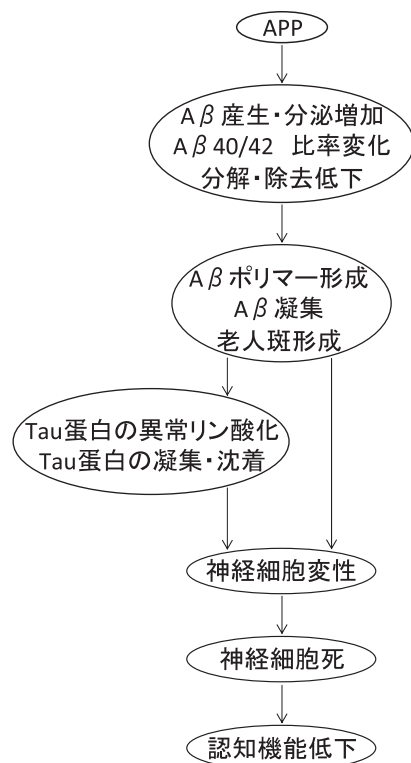 APP
Aβ産生・分泌増加
Aβ40/42 比率変化
分解・除去低下
Aβポリマー形成
Aβ凝集
老人斑形成
Tau蛋白の異常リン酸化
Tau蛋白の凝集・沈着
神経細胞変性
神経細胞死
認知機能低下